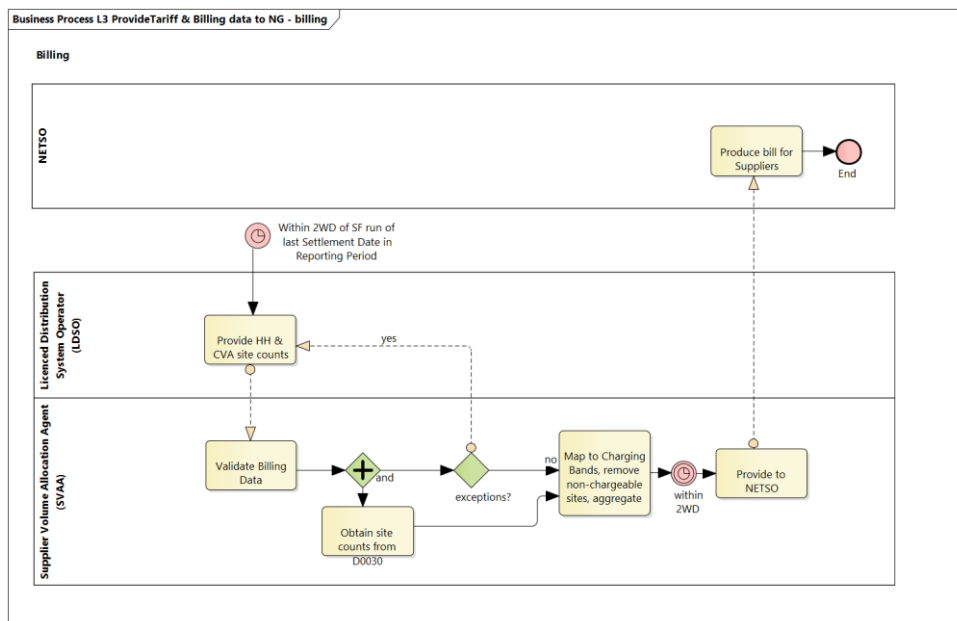 Business Process L3 ProvideTariff & Billing data to NG - billing
Billing
NETSO
Produce bill for
Suppliers
End
Within 2WD of SF run of
last Settlement Date in
Reporting Period
Licenced Distribution
System Operator
(LDSO)
Provide HH &
CVA site counts
yes
Supplier Volume Allocation Agent
(SVAA)
Validate Billing
Data
and
exceptions?
no
Map to Charging
Bands, remove
non-chargeable
sites, aggregate
within
2WD
Provide to
NETSO
Obtain site
counts from
D0030